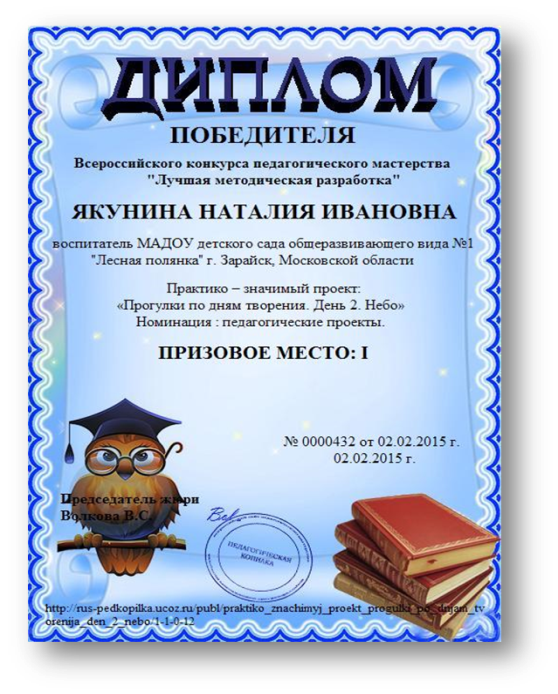 ДИПЛОМ
ПОБЕДИТЕЛЯ
Всероссийского конкурса педагогического мастерства
"Лучшая методическая разработка"
ЯКУНИНА НАТАЛИЯ ИВАНОВНА
воспитатель МАДОУ детского сада общеразвивающего вида №1
"Лесная полянка" г. Зарайск, Московской области
Практико – значимый проект:
«Прогулки по дням творения. День 2. Небо»
Номинация : педагогические проекты.
ПРИЗОВОЕ МЕСТО: I
№ 0000432 от 02.02.2015 г.
02.02.2015 г.
Председатель жюри
Волкова В.С.
ПЕДАГОГИЧЕСКАЯ
КОПИЛКА
http://rus-pedkopilka.ucoz.ru/publ/praktiko_znachimyj_proekt_progulki_po_dnjam_tv
orenija_den_2_nebo/1-1-0-12